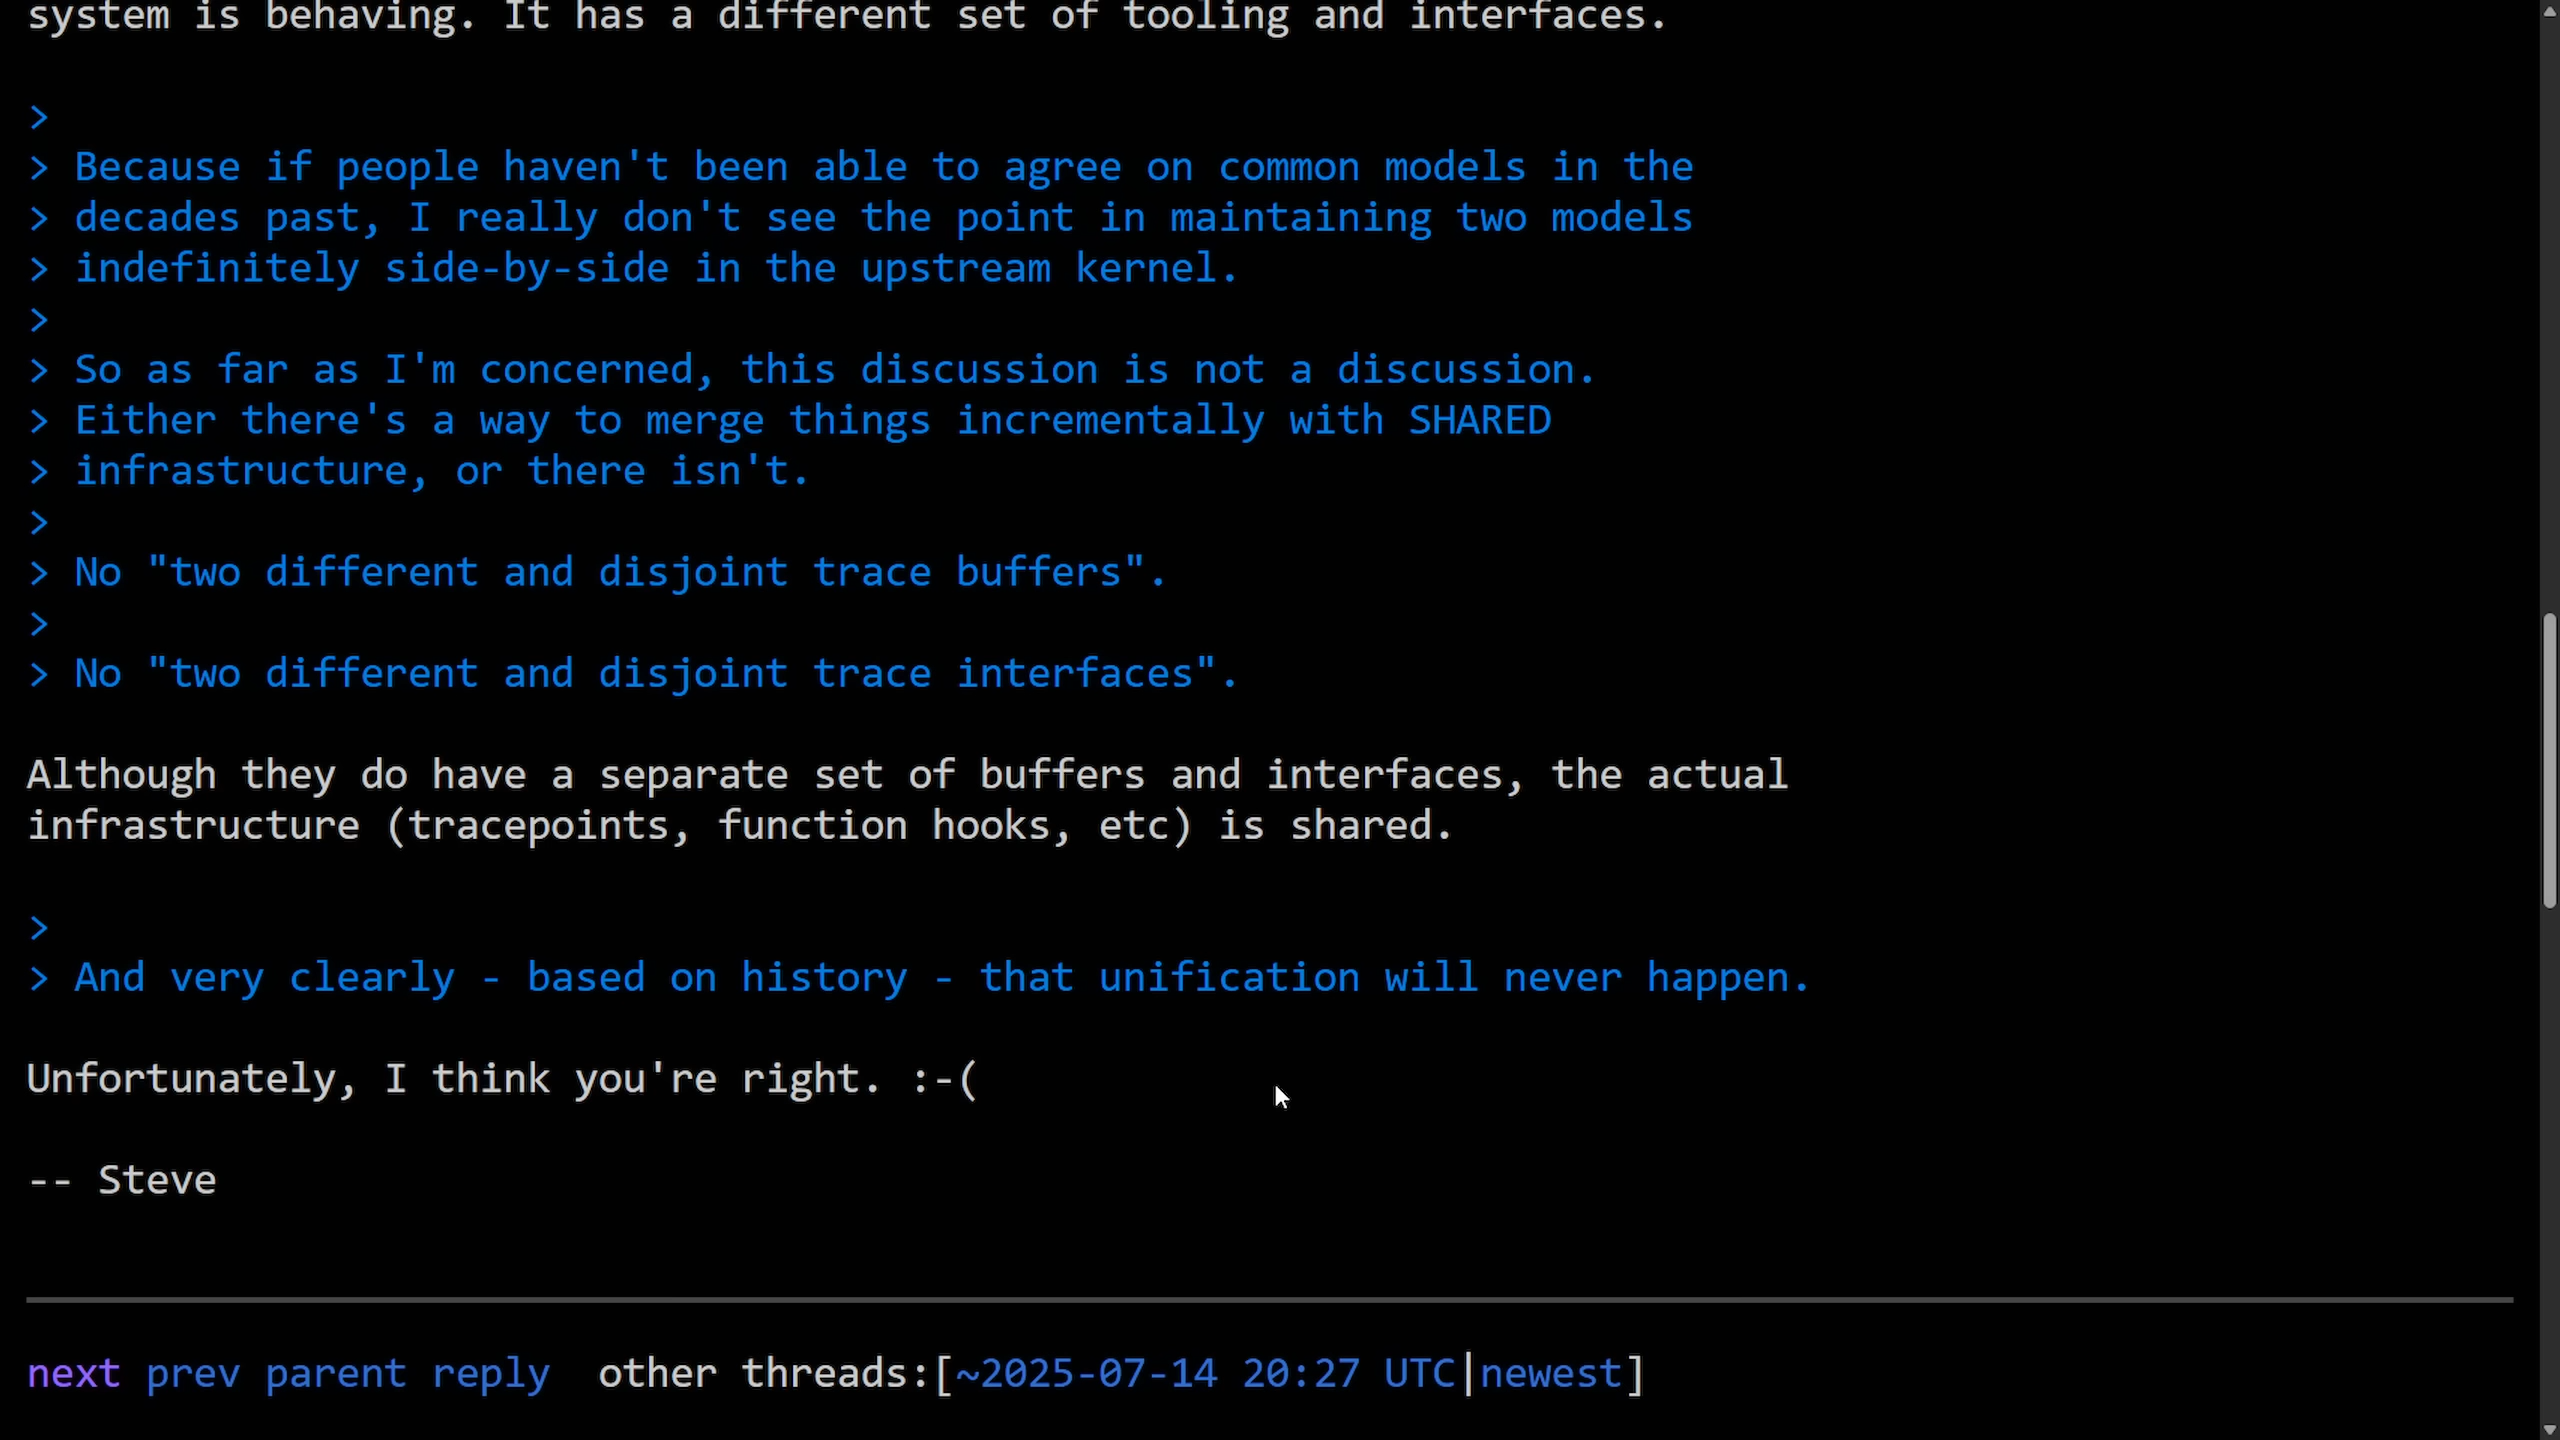 system is behaving. It has a different set of tooling and interfaces.
>
> Because if people haven't been able to agree on common models in the
> decades past, I really don't see the point in maintaining two models
> indefinitely side-by-side in the upstream kernel.
>
> So as far as I'm concerned, this discussion is not a discussion.
> Either there's a way to merge things incrementally with SHARED
> infrastructure, or there isn't.
>
> No "two different and disjoint trace buffers".
>
> No "two different and disjoint trace interfaces".
Although they do have a separate set of buffers and interfaces, the actual
infrastructure (tracepoints, function hooks, etc) is shared.
>
> And very clearly - based on history - that unification will never happen.
Unfortunately, I think you're right. :-(
-- Steve
next prev parent reply  other threads:[~2025-07-14 20:27 UTC|newest]